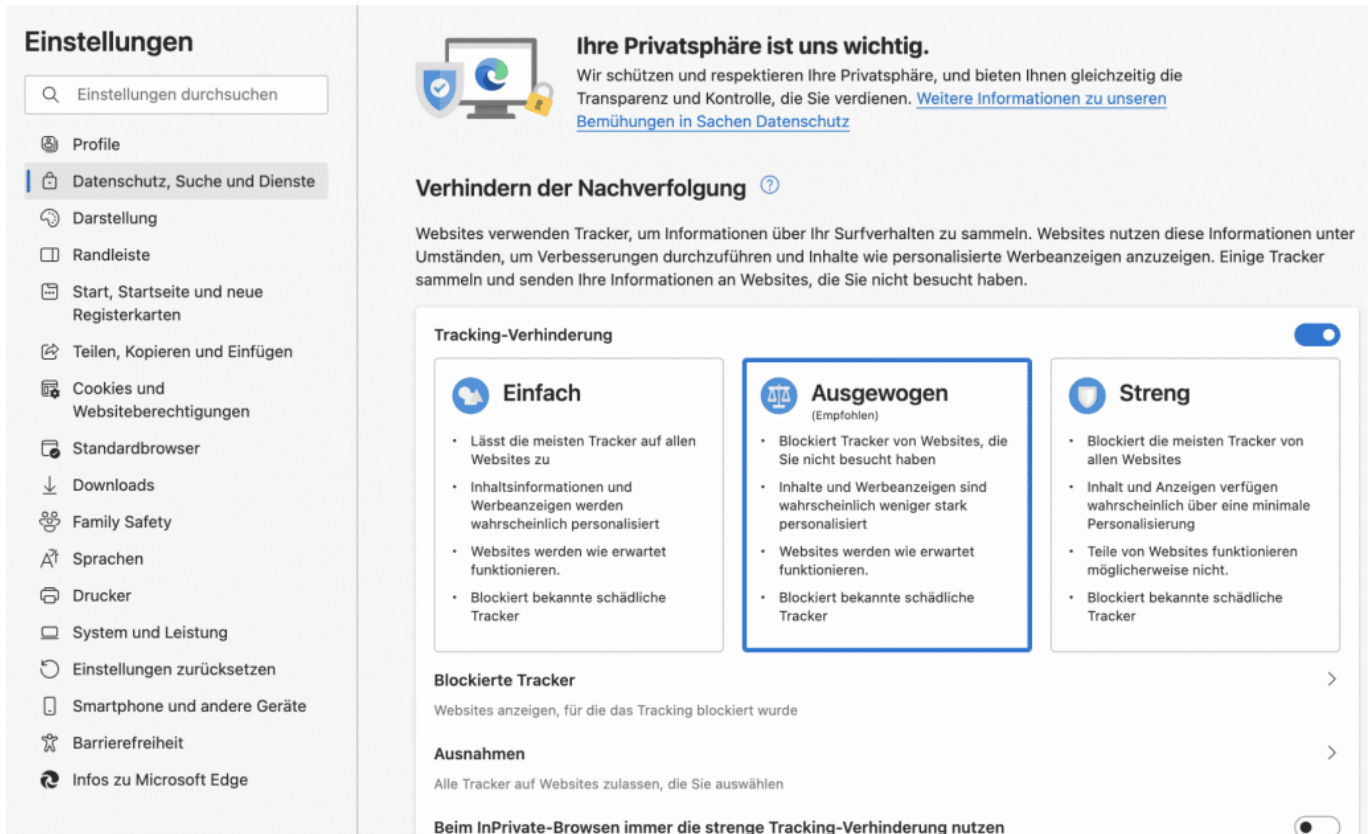 Einstellungen
Einstellungen durchsuchen
Profile
Datenschutz, Suche und Dienste
Darstellung
Randleiste
Start, Startseite und neue
Registerkarten
Teilen, Kopieren und Einfügen
Cookies und
Websiteberechtigungen
Standardbrowser
Downloads
Family Safety
Sprachen
Drucker
System und Leistung
Einstellungen zurücksetzen
Smartphone und andere Geräte
Barrierefreiheit
Infos zu Microsoft Edge
Ihre Privatsphäre ist uns wichtig.
Wir schützen und respektieren Ihre Privatsphäre, und bieten Ihnen gleichzeitig die
Transparenz und Kontrolle, die Sie verdienen. Weitere Informationen zu unseren
Bemühungen in Sachen Datenschutz
Verhindern der Nachverfolgung ?
Websites verwenden Tracker, um Informationen über Ihr Surfverhalten zu sammeln. Websites nutzen diese Informationen unter
Umständen, um Verbesserungen durchzuführen und Inhalte wie personalisierte Werbeanzeigen anzuzeigen. Einige Tracker
sammeln und senden Ihre Informationen an Websites, die Sie nicht besucht haben.
Tracking-Verhinderung
Einfach
• Lässt die meisten Tracker auf allen
Websites zu
• Inhaltsinformationen und
Werbeanzeigen werden
wahrscheinlich personalisiert
• Websites werden wie erwartet
funktionieren.
• Blockiert bekannte schädliche
Tracker
Ausgewogen
(Empfohlen)
• Blockiert Tracker von Websites, die
Sie nicht besucht haben
• Inhalte und Werbeanzeigen sind
wahrscheinlich weniger stark
personalisiert
• Websites werden wie erwartet
funktionieren.
• Blockiert bekannte schädliche
Tracker
Streng
• Blockiert die meisten Tracker von
allen Websites
• Inhalt und Anzeigen verfügen
wahrscheinlich über eine minimale
Personalisierung
• Teile von Websites funktionieren
möglicherweise nicht.
• Blockiert bekannte schädliche
Tracker
Blockierte Tracker
Websites anzeigen, für die das Tracking blockiert wurde
Ausnahmen
Alle Tracker auf Websites zulassen, die Sie auswählen
Beim InPrivate-Browsen immer die strenge Tracking-Verhinderung nutzen